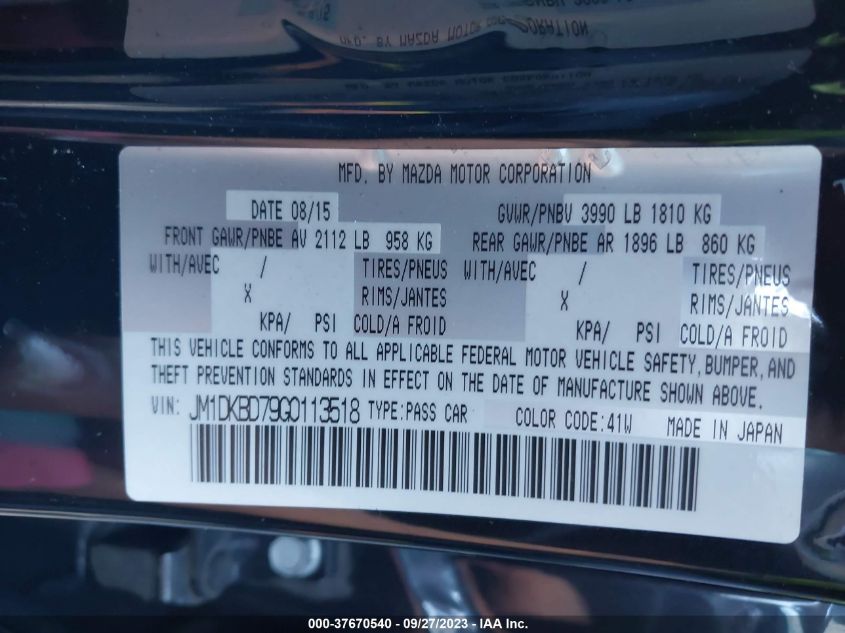 MFD. BY MAZDA MOTOR CORPORATION
DATE 08/15 GVWR/PNBV 3990 LB 1810 KG
FRONT GAWR/PNBE AV 2112 LB 958 KG REAR GAWR/PNBE AR 1896 LB 860 KG
WITH/AVEC / TIRES/PNEUS WITH/AVEC / TIRES/PNEUS
X RIMS/JANTES X RIMS/JANTES
KPA/ PSI COLD/A FROID KPA/ PSI COLD/A FROID
THIS VEHICLE CONFORMS TO ALL APPLICABLE FEDERAL MOTOR VEHICLE SAFETY, BUMPER, AND
THEFT PREVENTION STANDARDS IN EFFECT ON THE DATE OF MANUFACTURE SHOWN ABOVE.
VIN: JM1DKBD79G0113518 TYPE:PASS CAR COLOR CODE:41W MADE IN JAPAN
000-37670540 - 09/27/2023 - IAA Inc.